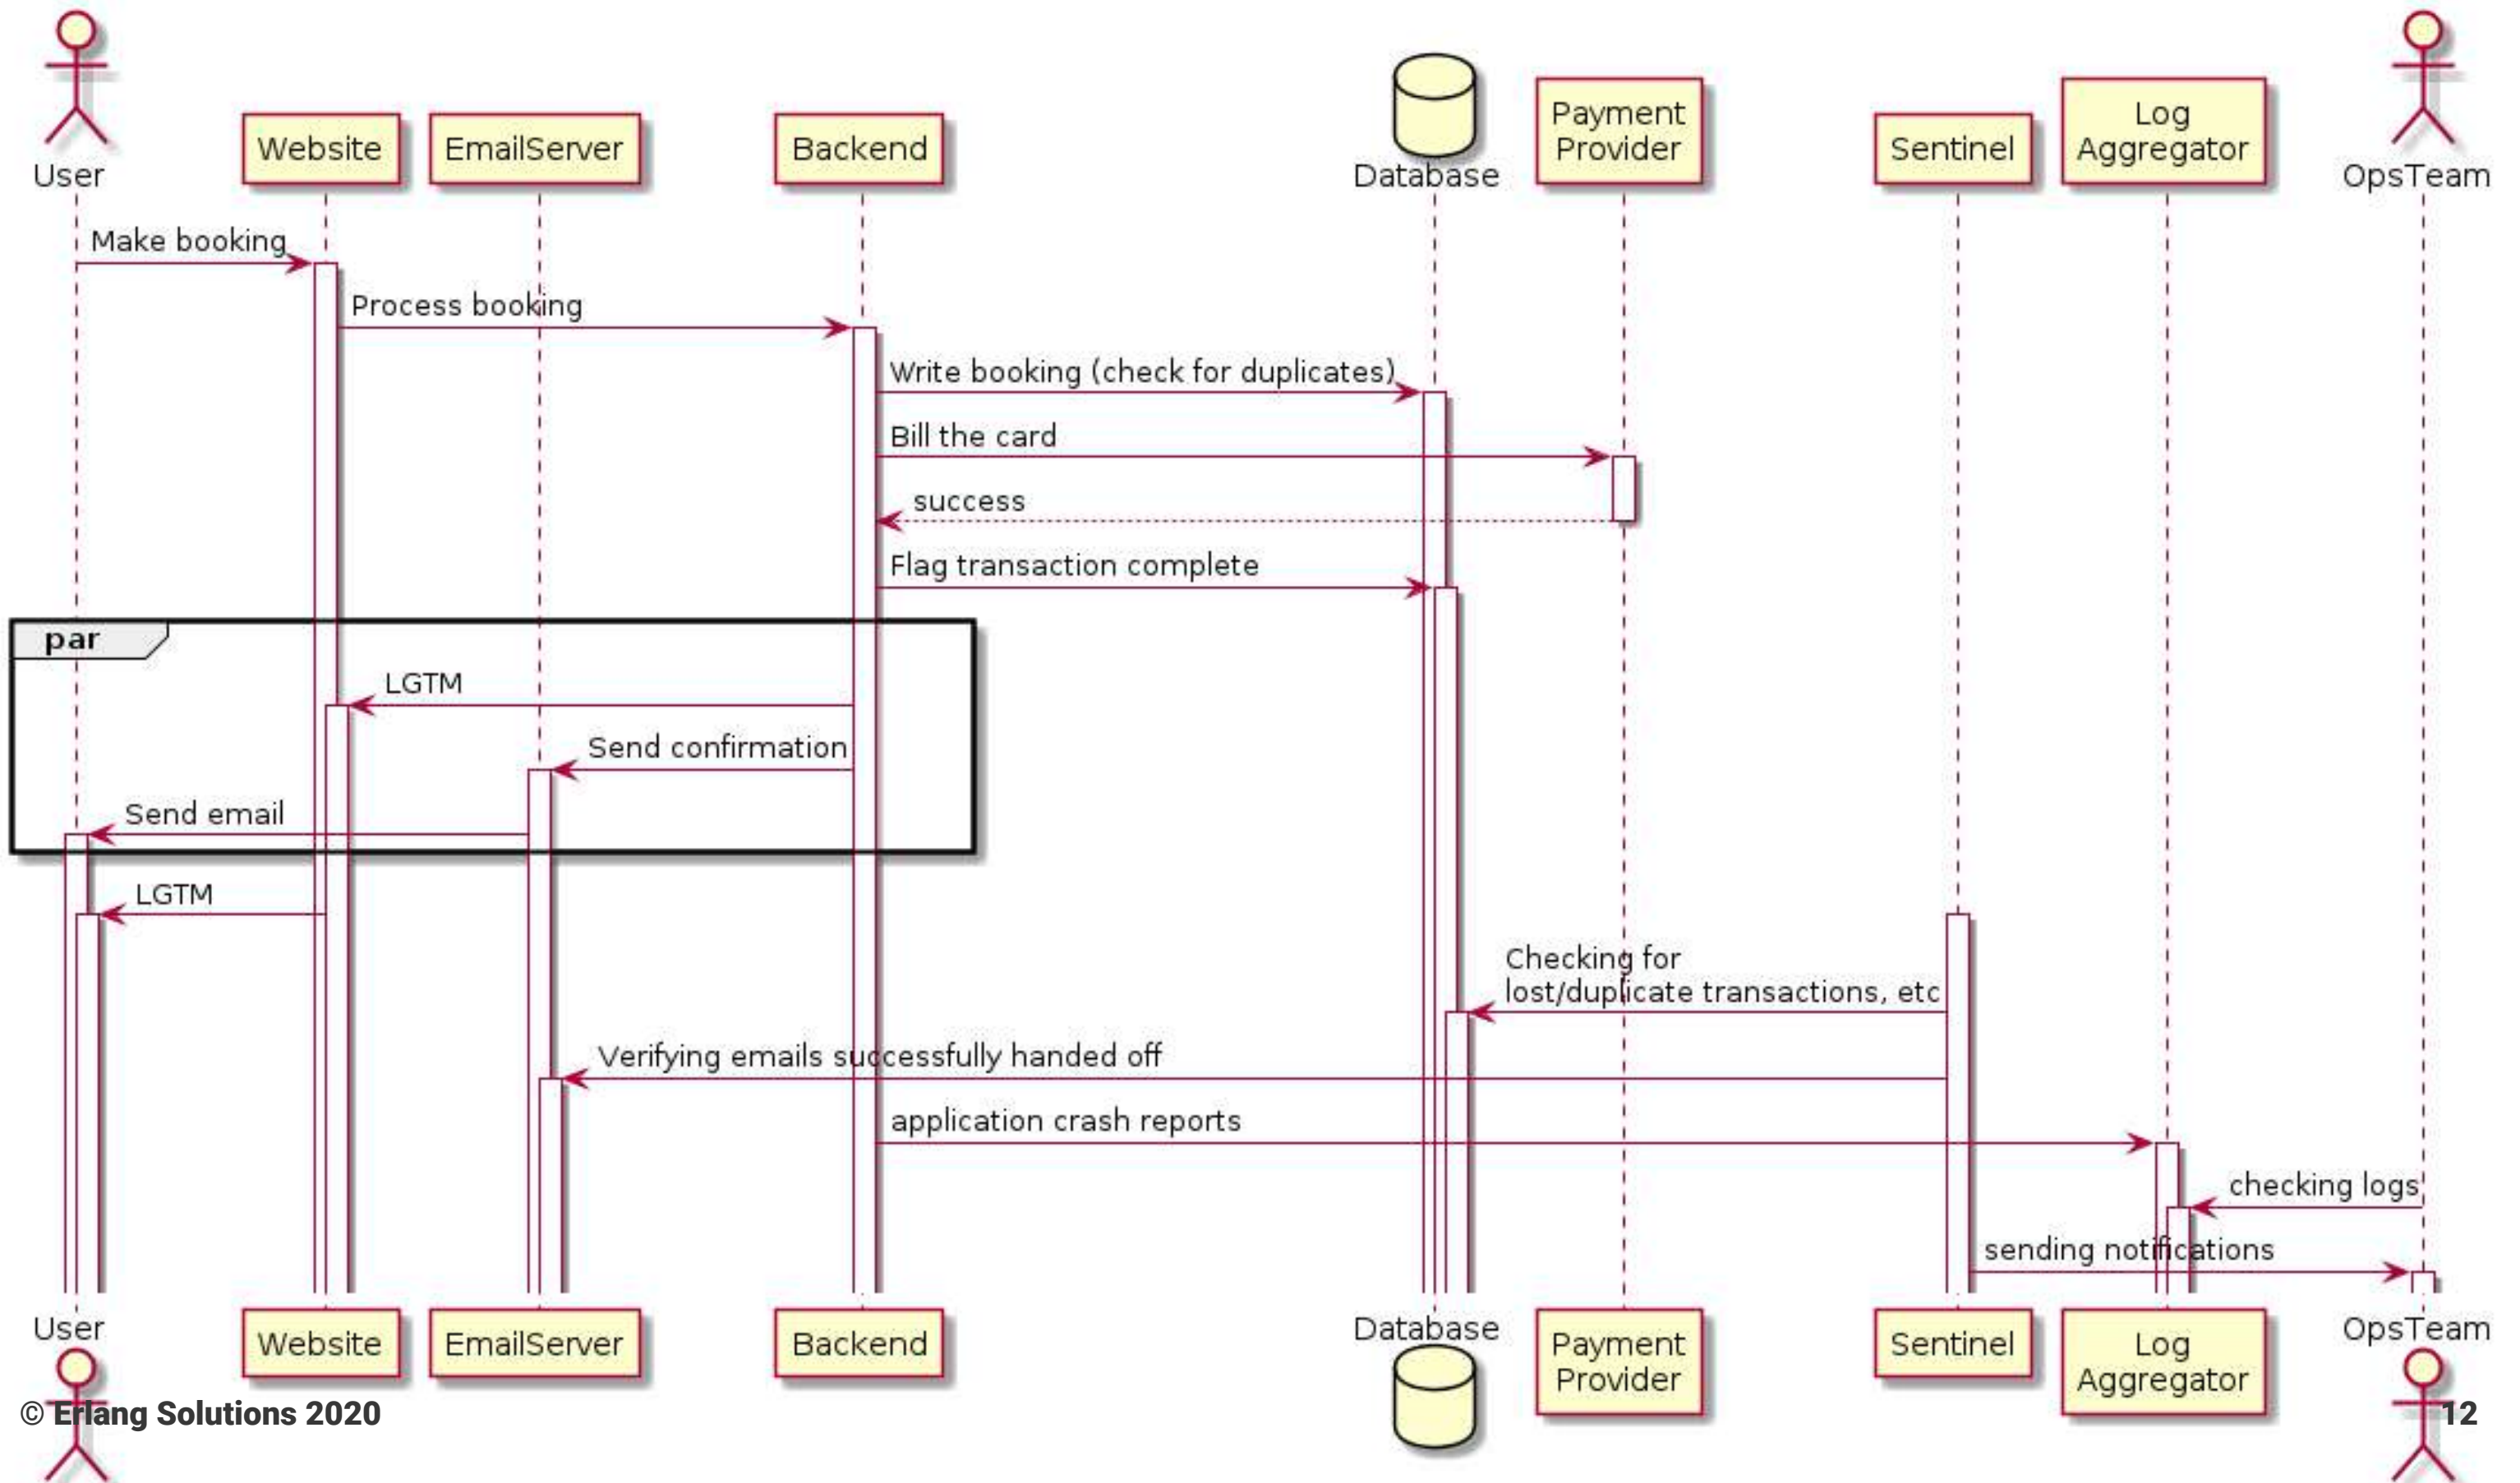 User
Website
EmailServer
Backend
Database
Payment
Provider
Sentinel
Log
Aggregator
OpsTeam
Make booking
Process booking
Write booking (check for duplicates)
Bill the card
success
Flag transaction complete
par
LGTM
Send confirmation
Send email
LGTM
Checking for
lost/duplicate transactions, etc
Verifying emails successfully handed off
application crash reports
checking logs
sending notifications
User
Website
EmailServer
Backend
Database
Payment
Provider
Sentinel
Log
Aggregator
OpsTeam
© Erlang Solutions 2020
12